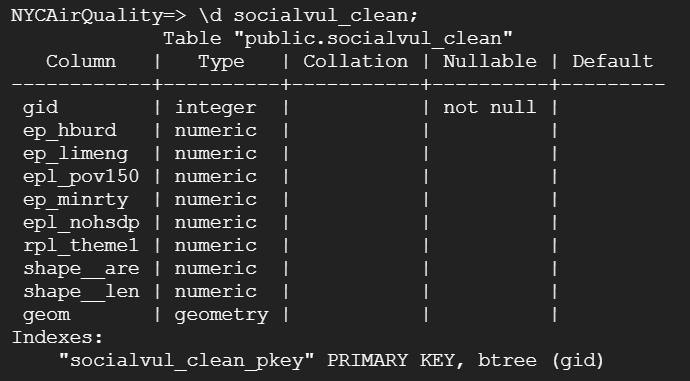 NYCAirQuality=> \d socialvul_clean;
Table "public.socialvul_clean"
Column | Type | Collation | Nullable | Default
------------+----------+-----------+----------+---------
gid | integer | | not null |
ep_hburd | numeric | | |
ep_limeng | numeric | | |
epl_pov150 | numeric | | |
ep_minrty | numeric | | |
epl_nohsdp | numeric | | |
rpl_theme1 | numeric | | |
shape__are | numeric | | |
shape__len | numeric | | |
geom | geometry | | |
Indexes:
"socialvul_clean_pkey" PRIMARY KEY, btree (gid)